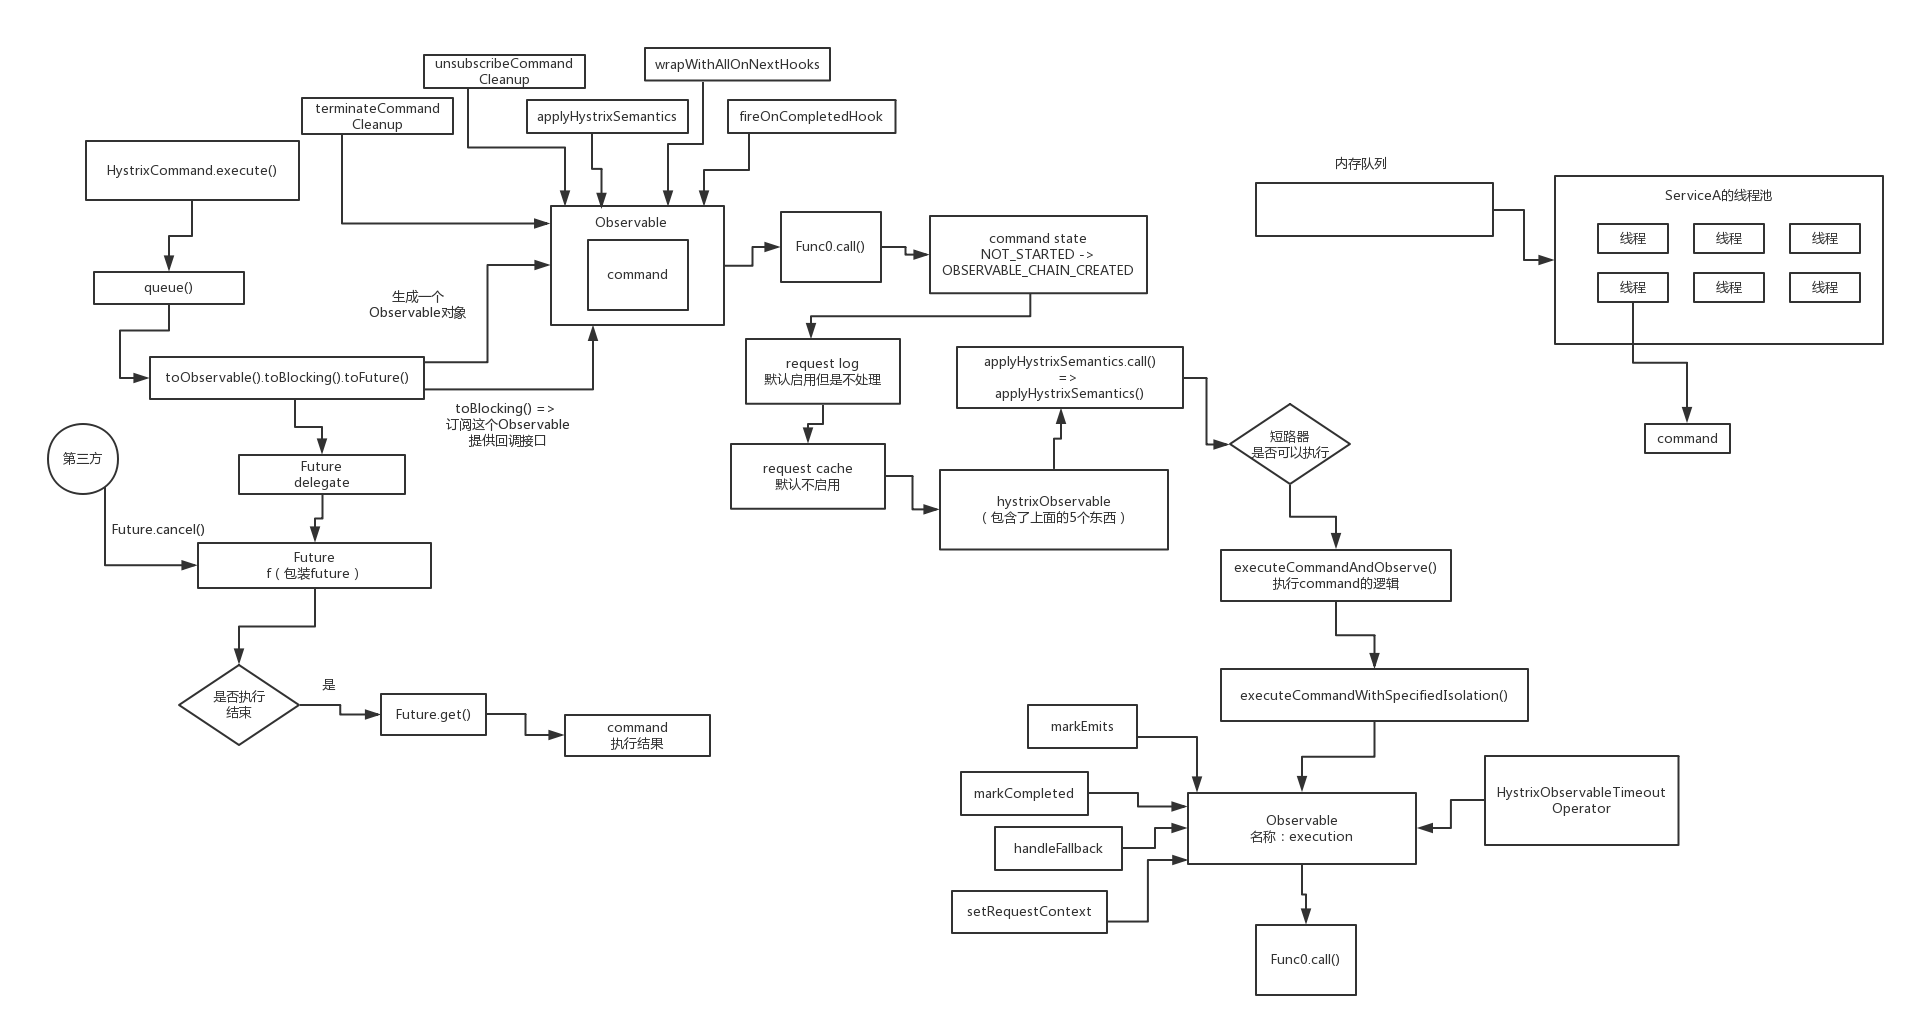 unsubscribeCommand
Cleanup
wrapWithAllOnNextHooks
terminateCommand
Cleanup
applyHystrixSemantics
fireOnCompletedHook
HystrixCommand.execute()
queue()
生成一个
Observable对象
toObservable().toBlocking().toFuture()
toBlocking() =>
订阅这个Observable
提供回调接口
Observable
command
Func0.call()
command state
NOT_STARTED ->
OBSERVABLE_CHAIN_CREATED
request log
默认启用但是不处理
request cache
默认不启用
applyHystrixSemantics.call()
=>
applyHystrixSemantics()
hystrixObservable
（包含了上面的5个东西）
内存队列
ServiceA的线程池
线程
线程
线程
线程
线程
线程
command
短路器
是否可以执行
第三方
Future.cancel()
Future
delegate
Future
f（包装future）
是否执行
结束
是
Future.get()
command
执行结果
executeCommandAndObserve()
执行command的逻辑
executeCommandWithSpecifiedIsolation()
markEmits
markCompleted
handleFallback
setRequestContext
Observable
名称：execution
HystrixObservableTimeout
Operator
Func0.call()